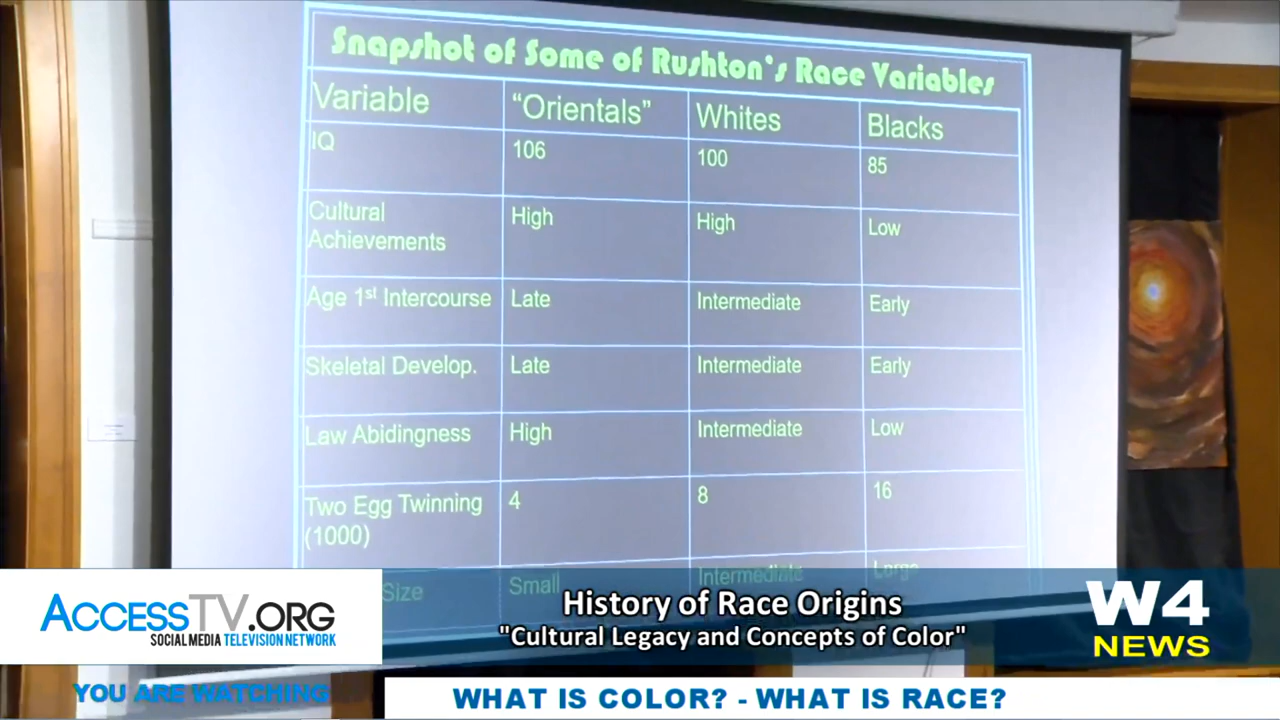 Snapshot of Some of Rushton's Race Variables
Variable "Orientals" Whites Blacks
IQ 106 100 85
Cultural Achievements High High Low
Age 1st Intercourse Late Intermediate Early
Skeletal Develop. Late Intermediate Early
Law Abidingness High Intermediate Low
Two Egg Twinning (1000) 4 8 16
Size Small Intermediate Large
ACCESSTV.ORG
SOCIAL MEDIA TELEVISION NETWORK
History of Race Origins
"Cultural Legacy and Concepts of Color"
W4
NEWS
YOU ARE WATCHING
WHAT IS COLOR? - WHAT IS RACE?